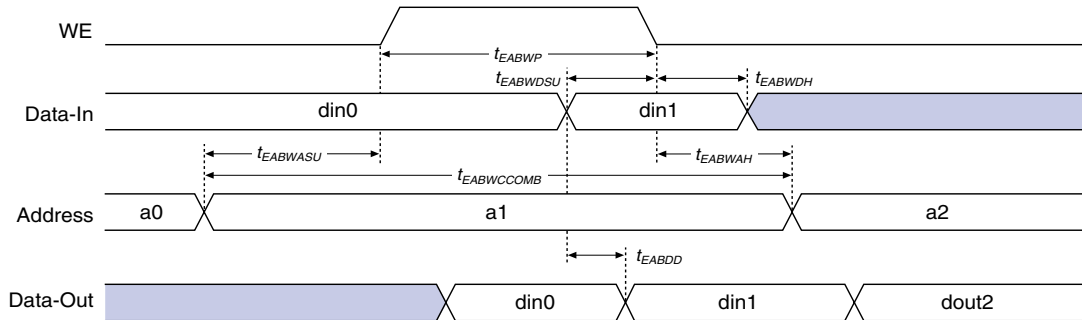 WE
tEABWP
tEABWDSU
tEABWDH
Data-In
din0
din1
tEABWASU
tEABWAH
tEABWCCOMB
Address
a0
a1
a2
tEABDD
Data-Out
din0
din1
dout2